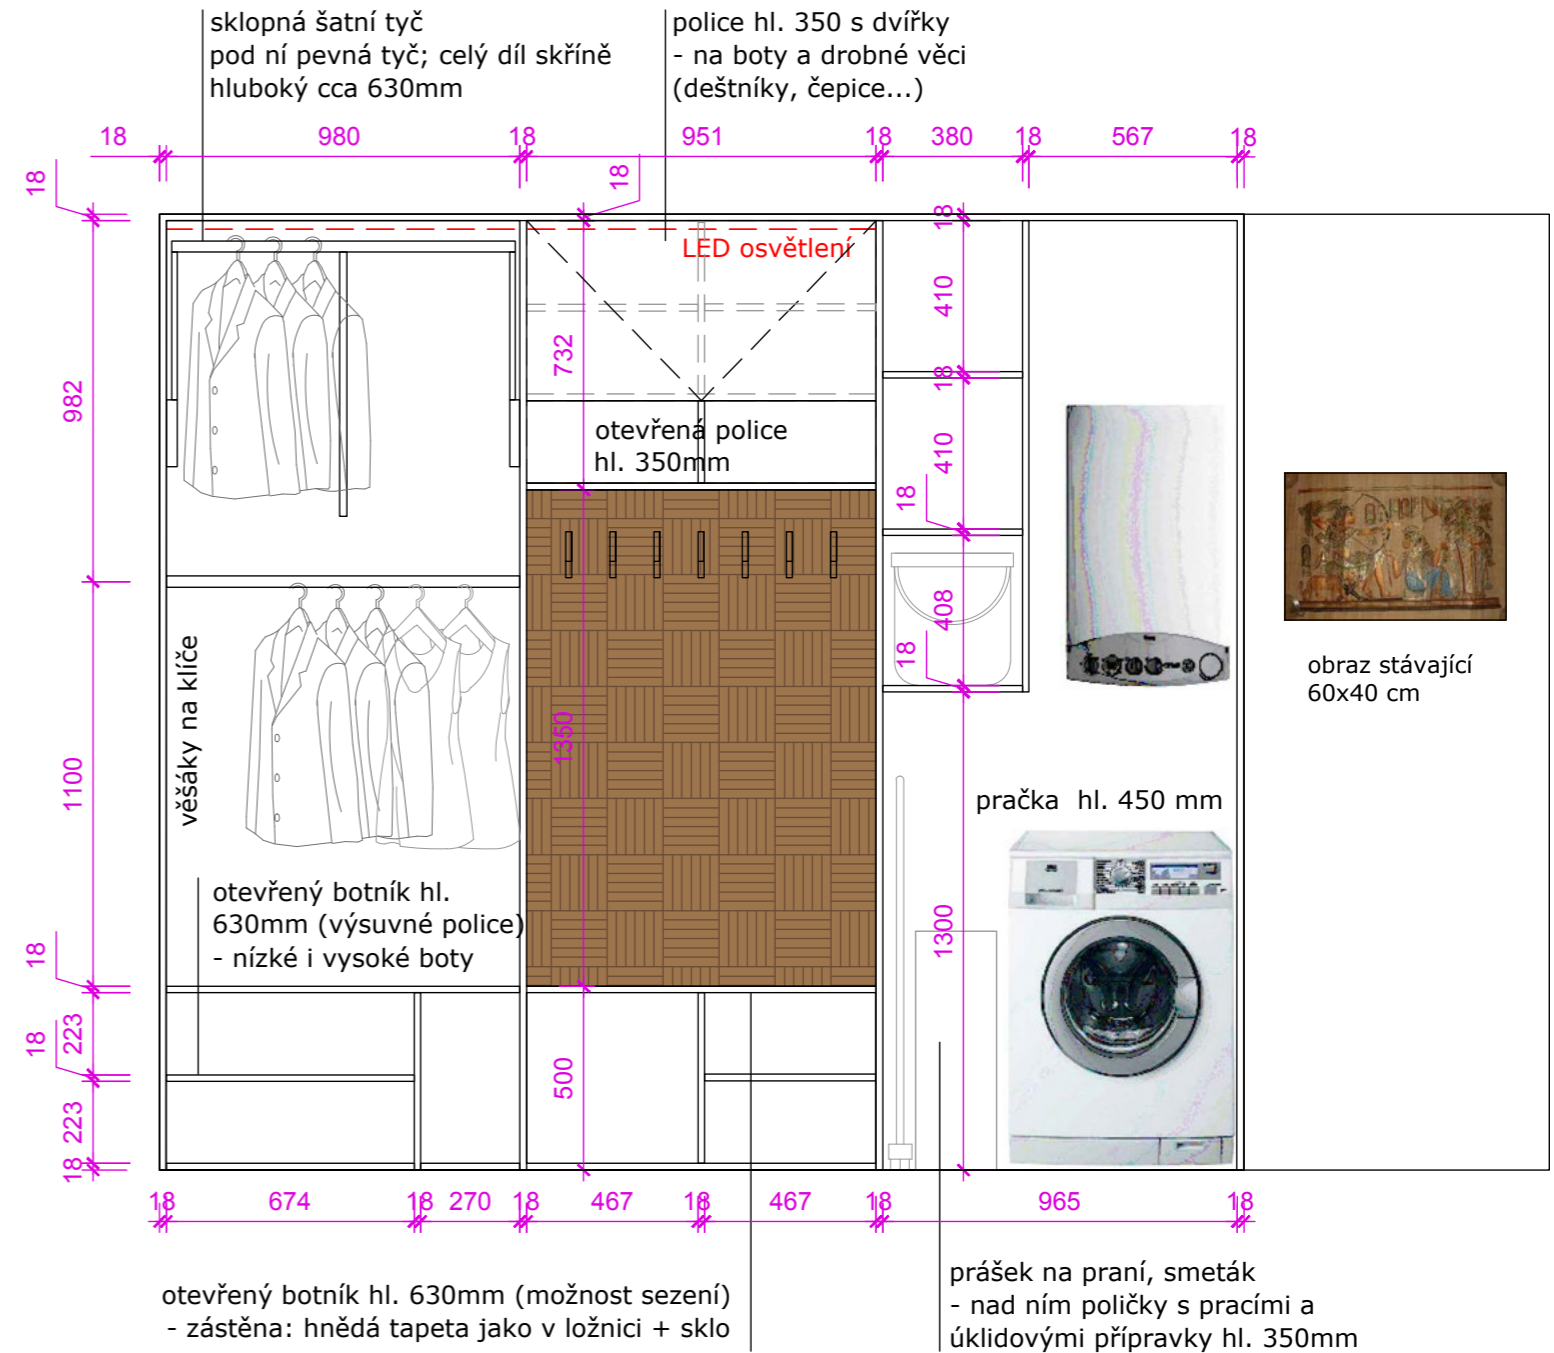 sklopná šatní tyč
pod ní pevná tyč; celý díl skříně
hluboký cca 630mm
police hl. 350 s dvířky
- na boty a drobné věci
(deštníky, čepice...)
18 980 18 951 18 380 18 567 18
18
18
18
LED osvětlení
410
732
18
982
otevřená police
hl. 350mm
410
18
408
18
věšáky na klíče
obraz stávající
60x40 cm
1350
1100
pračka hl. 450 mm
otevřený botník hl.
630mm (výsuvné police)
- nízké i vysoké boty
1300
18
223
18
500
223
18
18 674 18 270 18 467 18 467 18 965 18
otevřený botník hl. 630mm (možnost sezení)
- zástěna: hnědá tapeta jako v ložnici + sklo
prášek na praní, smeták
- nad ním poličky s pracími a
úklidovými přípravky hl. 350mm